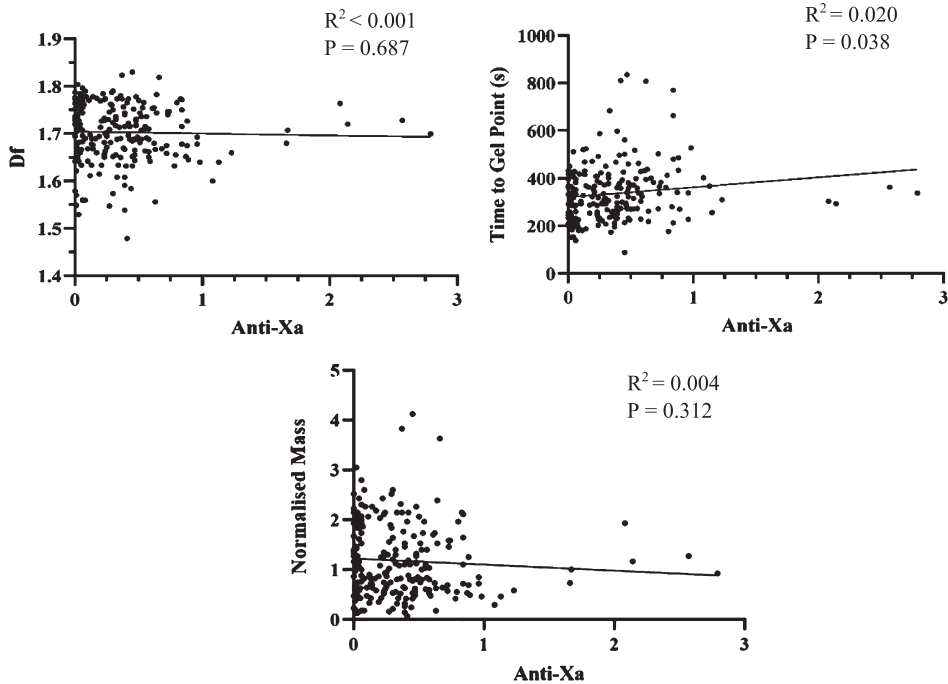 R² < 0.001
P = 0.687
1.9
1.8
1.7
1.6
1.5
1.4
Df
0 1 2 3
Anti-Xa
R² = 0.020
P = 0.038
1000
800
600
400
200
0
Time to Gel Point (s)
0 1 2 3
Anti-Xa
R² = 0.004
P = 0.312
5
4
3
2
1
0
Normalised Mass
0 1 2 3
Anti-Xa